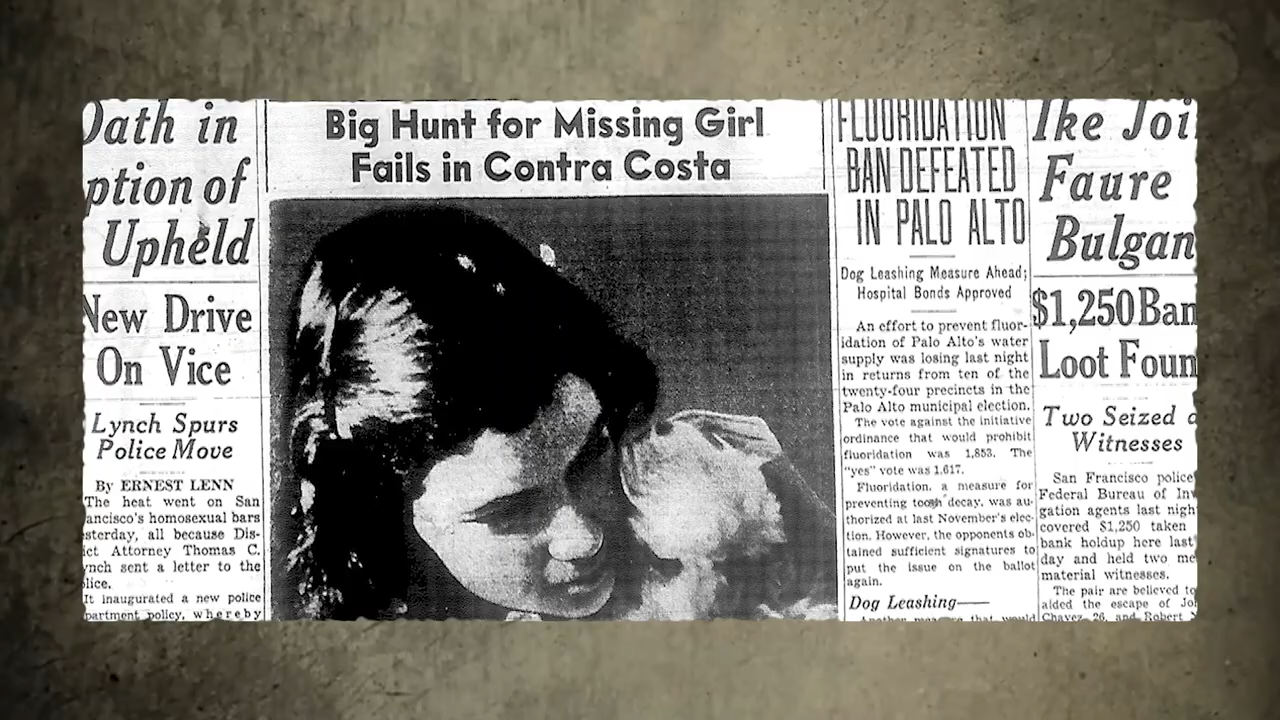 Oath in
ption of
Upheld
New Drive
On Vice
Lynch Spurs
Police Move
By ERNEST LENN
The heat went on San
ancisco's homosexual bars
sterday, all because Dis-
ict Attorney Thomas C.
ynch sent a letter to the
lice.
It inaugurated a new police
partment policy, whereby
Big Hunt for Missing Girl
Fails in Contra Costa
FLUORIDATION
BAN DEFEATED
IN PALO ALTO
Dog Leashing Measure Ahead;
Hospital Bonds Approved
An effort to prevent fluor-
idation of Palo Alto's water
supply was losing last night
in returns from ten of the
twenty-four precincts in the
Palo Alto municipal election.
The vote against the initiative
ordinance that would prohibit
fluoridation was 1,853. The
"yes" vote was 1,617.
Fluoridation, a measure for
preventing tooth decay, was au-
thorized at last November's elec-
tion. However, the opponents ob-
tained sufficient signatures to
put the issue on the ballot
again.
Dog Leashing—
Another measure that would
Ike Joi
Faure
Bulgan
$1,250 Ban
Loot Foun
Two Seized
Witnesses
San Francisco police
Federal Bureau of Inv
gation agents last nigh
covered $1,250 taken
bank holdup here last
day and held two me
material witnesses.
The pair are believed to
aided the escape of Jo
Chavez, 26, and Robert